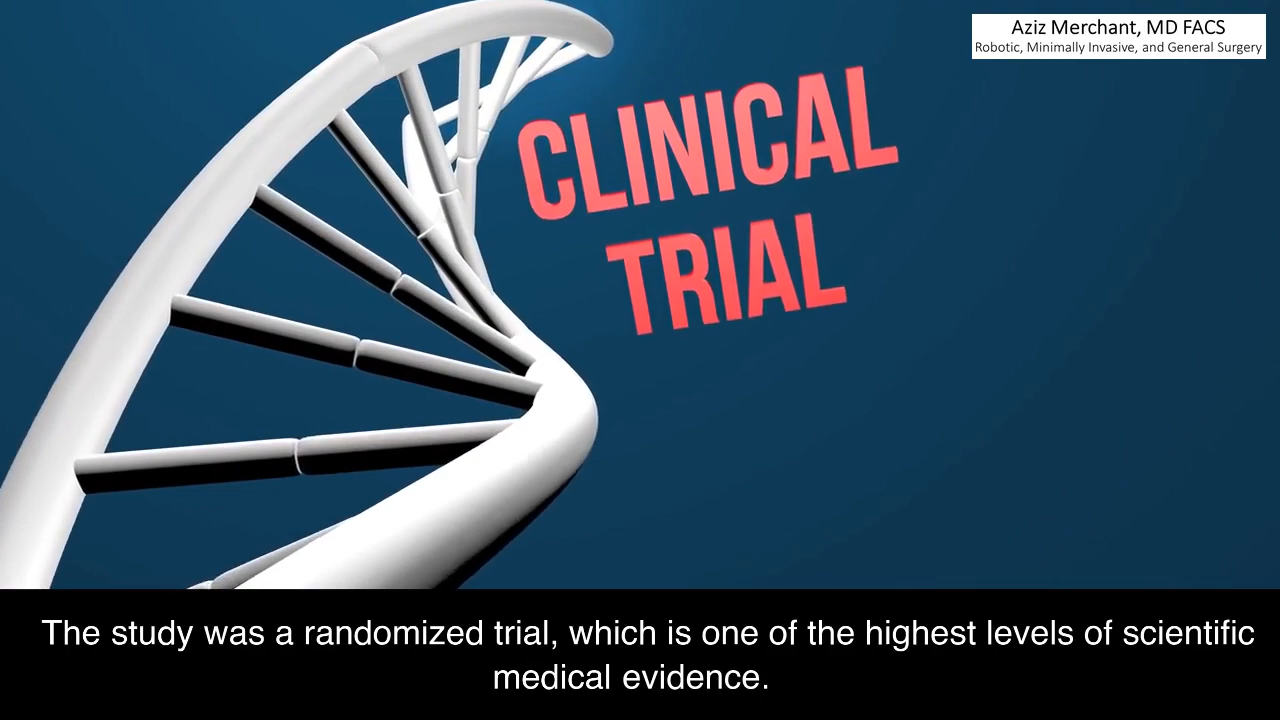 Aziz Merchant, MD FACS
Robotic, Minimally Invasive, and General Surgery
CLINICAL
TRIAL
The study was a randomized trial, which is one of the highest levels of scientific
medical evidence.